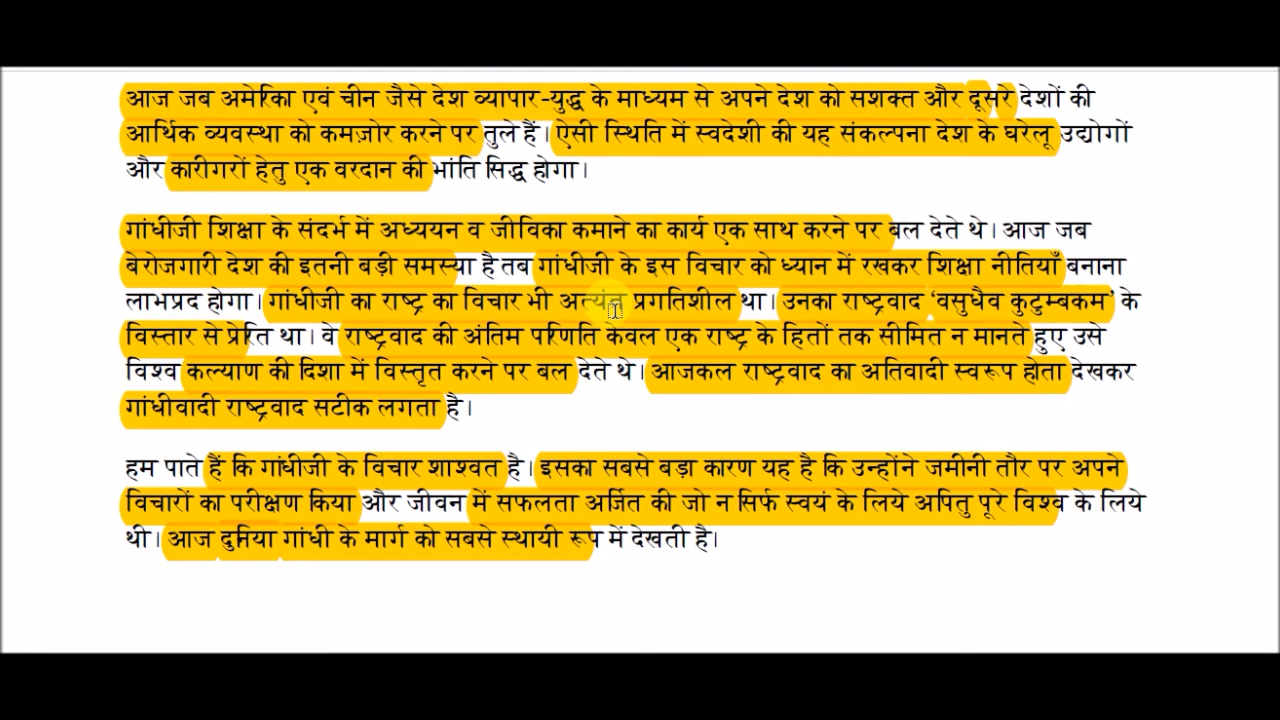 आज जब अमेरिका एवं चीन जैसे देश व्यापार-युद्ध के माध्यम से अपने देश को सशक्त और दूसरे देशों की
आर्थिक व्यवस्था को कमज़ोर करने पर तुले हैं। ऐसी स्थिति में स्वदेशी की यह संकल्पना देश के घरेलू उद्योगों
और कारीगरों हेतु एक वरदान की भांति सिद्ध होगा।
गांधीजी शिक्षा के संदर्भ में अध्ययन व जीविका कमाने का कार्य एक साथ करने पर बल देते थे। आज जब
बेरोजगारी देश की इतनी बड़ी समस्या है तब गांधीजी के इस विचार को ध्यान में रखकर शिक्षा नीतियाँ बनाना
लाभप्रद होगा। गांधीजी का राष्ट्र का विचार भी अत्यंत प्रगतिशील था। उनका राष्ट्रवाद ‘वसुधैव कुटुम्बकम’ के
विस्तार से प्रेरित था। वे राष्ट्रवाद की अंतिम परिणति केवल एक राष्ट्र के हितों तक सीमित न मानते हुए उसे
विश्व कल्याण की दिशा में विस्तृत करने पर बल देते थे। आजकल राष्ट्रवाद का अतिवादी स्वरूप होता देखकर
गांधीवादी राष्ट्रवाद सटीक लगता है।
हम पाते हैं कि गांधीजी के विचार शाश्वत है। इसका सबसे बड़ा कारण यह है कि उन्होंने जमीनी तौर पर अपने
विचारों का परीक्षण किया और जीवन में सफलता अर्जित की जो न सिर्फ स्वयं के लिये अपितु पूरे विश्व के लिये
थी। आज दुनिया गांधी के मार्ग को सबसे स्थायी रूप में देखती है।